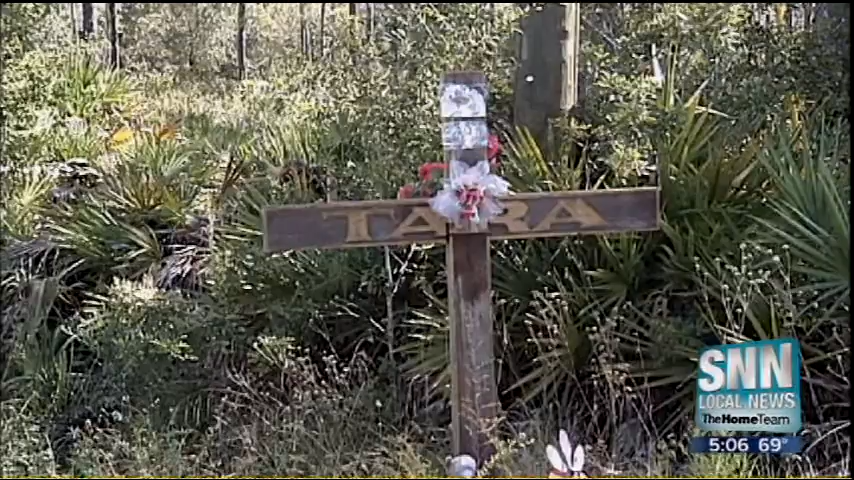 TARA
SNN
LOCAL NEWS
TheHomeTeam
5:06 69°